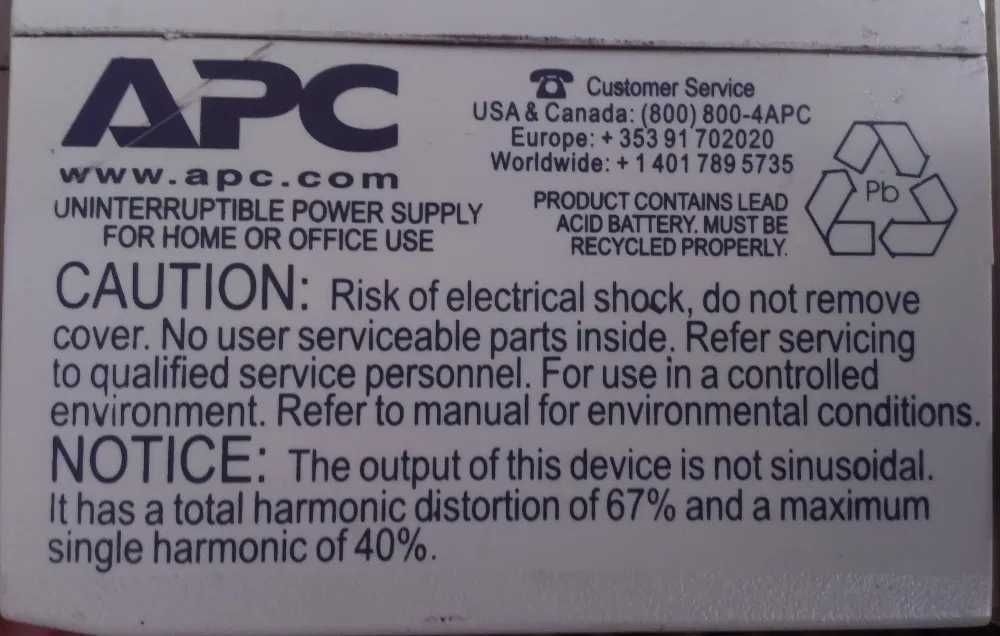 APC
www.apc.com
UNINTERRUPTIBLE POWER SUPPLY
FOR HOME OR OFFICE USE
Customer Service
USA & Canada: (800) 800-4APC
Europe: + 353 91 702020
Worldwide: + 1 401 789 5735
PRODUCT CONTAINS LEAD
ACID BATTERY. MUST BE
RECYCLED PROPERLY.
Pb
CAUTION: Risk of electrical shock, do not remove
cover. No user serviceable parts inside. Refer servicing
to qualified service personnel. For use in a controlled
environment. Refer to manual for environmental conditions.
NOTICE: The output of this device is not sinusoidal.
It has a total harmonic distortion of 67% and a maximum
single harmonic of 40%.